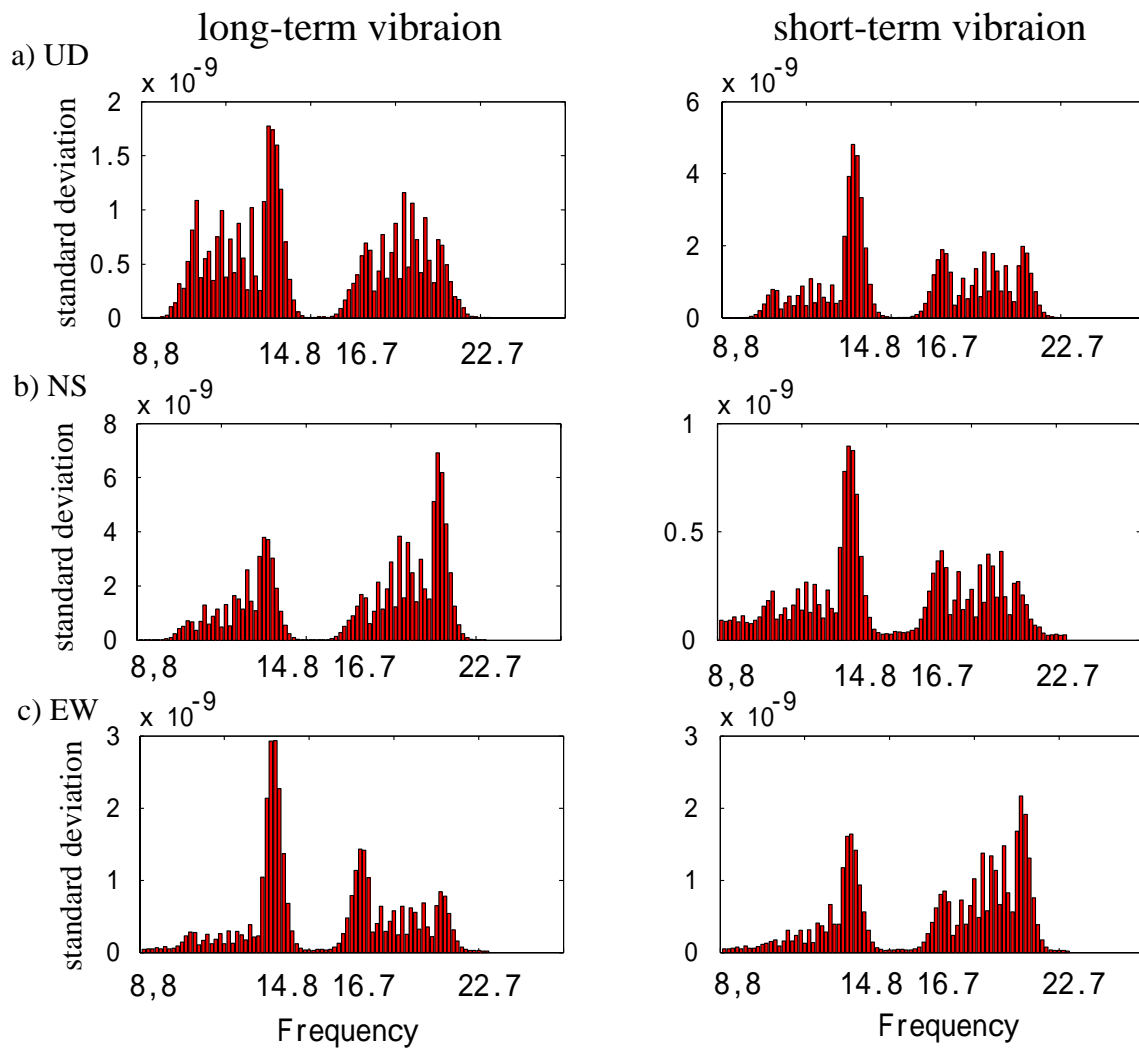 long-term vibraion
short-term vibraion
a) UD
x 10^-9
2
1.5
1
0.5
0
standard deviation
8,8 14.8 16.7 22.7
x 10^-9
6
4
2
0
8,8 14.8 16.7 22.7
b) NS
x 10^-9
8
6
4
2
0
standard deviation
8,8 14.8 16.7 22.7
x 10^-9
1
0.5
0
8,8 14.8 16.7 22.7
c) EW
x 10^-9
3
2
1
0
standard deviation
8,8 14.8 16.7 22.7
Frequency
x 10^-9
3
2
1
0
8,8 14.8 16.7 22.7
Frequency